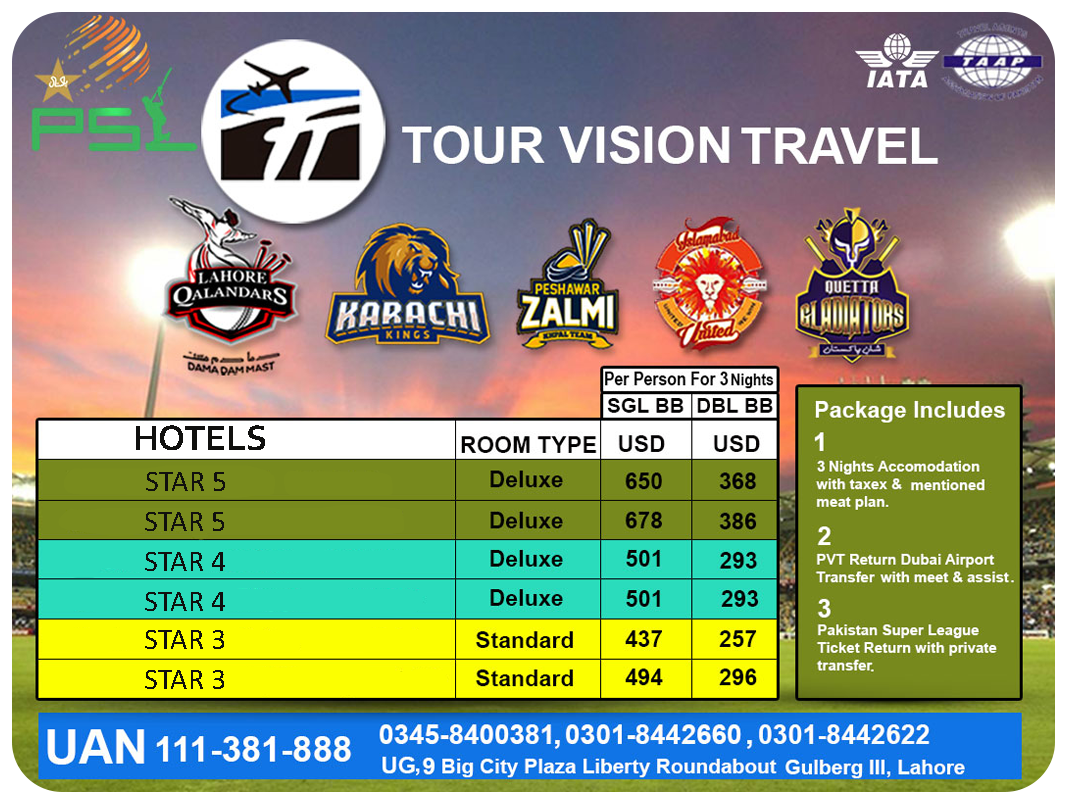 PSL
IATA
TRAVEL AGENTS
TAAP
TOUR VISION TRAVEL
LAHORE
QALANDARS
DAMA DAM MAST
KARACHI
KINGS
PESHAWAR
ZALMI
Islamabad
United
QUETTA
GLADIATORS
شان پاکستان
Per Person For 3 Nights
SGL BB DBL BB
HOTELS ROOM TYPE USD USD
STAR 5 Deluxe 650 368
STAR 5 Deluxe 678 386
STAR 4 Deluxe 501 293
STAR 4 Deluxe 501 293
STAR 3 Standard 437 257
STAR 3 Standard 494 296
Package Includes
1
3 Nights Accomodation
with taxex & mentioned
meat plan.
2
PVT Return Dubai Airport
Transfer with meet & assist.
3
Pakistan Super League
Ticket Return with private
transfer.
UAN 111-381-888
0345-8400381, 0301-8442660 , 0301-8442622
UG, 9 Big City Plaza Liberty Roundabout Gulberg III, Lahore